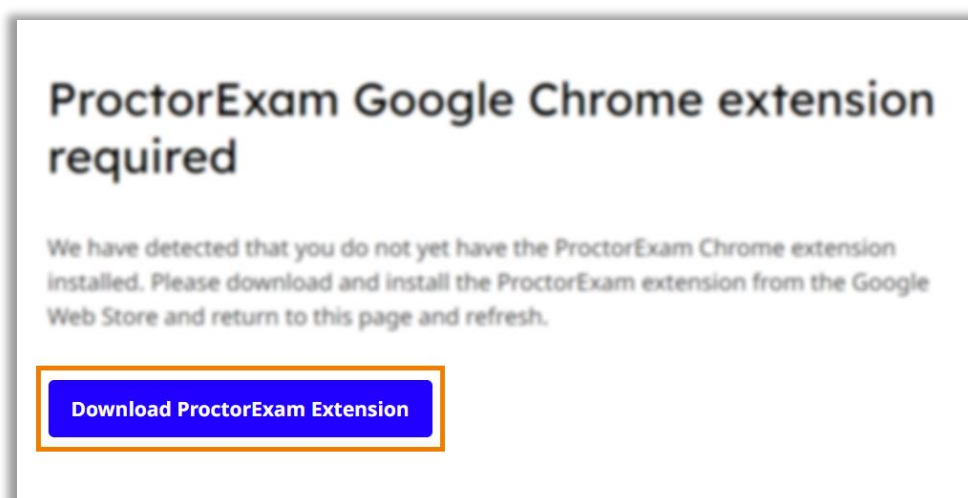 ProctorExam Google Chrome extension
required
We have detected that you do not yet have the ProctorExam Chrome extension
installed. Please download and install the ProctorExam extension from the Google
Web Store and return to this page and refresh.
Download ProctorExam Extension